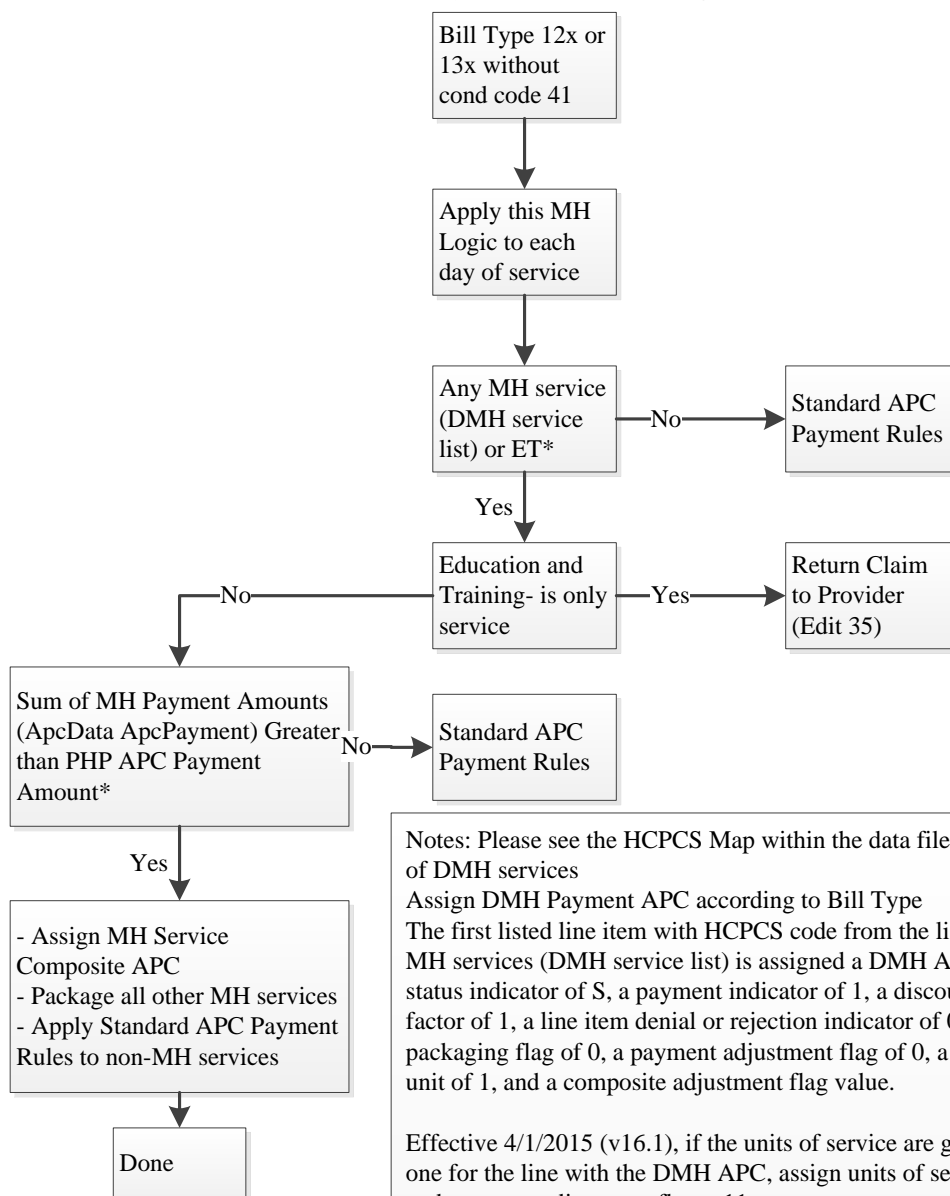 Bill Type 12x or
13x without
cond code 41
Apply this MH
Logic to each
day of service
Any MH service
(DMH service
list) or ET*
No
Standard APC
Payment Rules
Yes
Education and
Training- is only
service
No
Yes
Return Claim
to Provider
(Edit 35)
Sum of MH Payment Amounts
(ApcData ApcPayment) Greater
than PHP APC Payment
Amount*
No
Standard APC
Payment Rules
Yes
- Assign MH Service
Composite APC
- Package all other MH services
- Apply Standard APC Payment
Rules to non-MH services
Done
Notes: Please see the HCPCS Map within the data file
of DMH services
Assign DMH Payment APC according to Bill Type
The first listed line item with HCPCS code from the li
MH services (DMH service list) is assigned a DMH A
status indicator of S, a payment indicator of 1, a discou
factor of 1, a line item denial or rejection indicator of 0
packaging flag of 0, a payment adjustment flag of 0, a
unit of 1, and a composite adjustment flag value.
Effective 4/1/2015 (v16.1), if the units of service are g
one for the line with the DMH APC, assign units of se